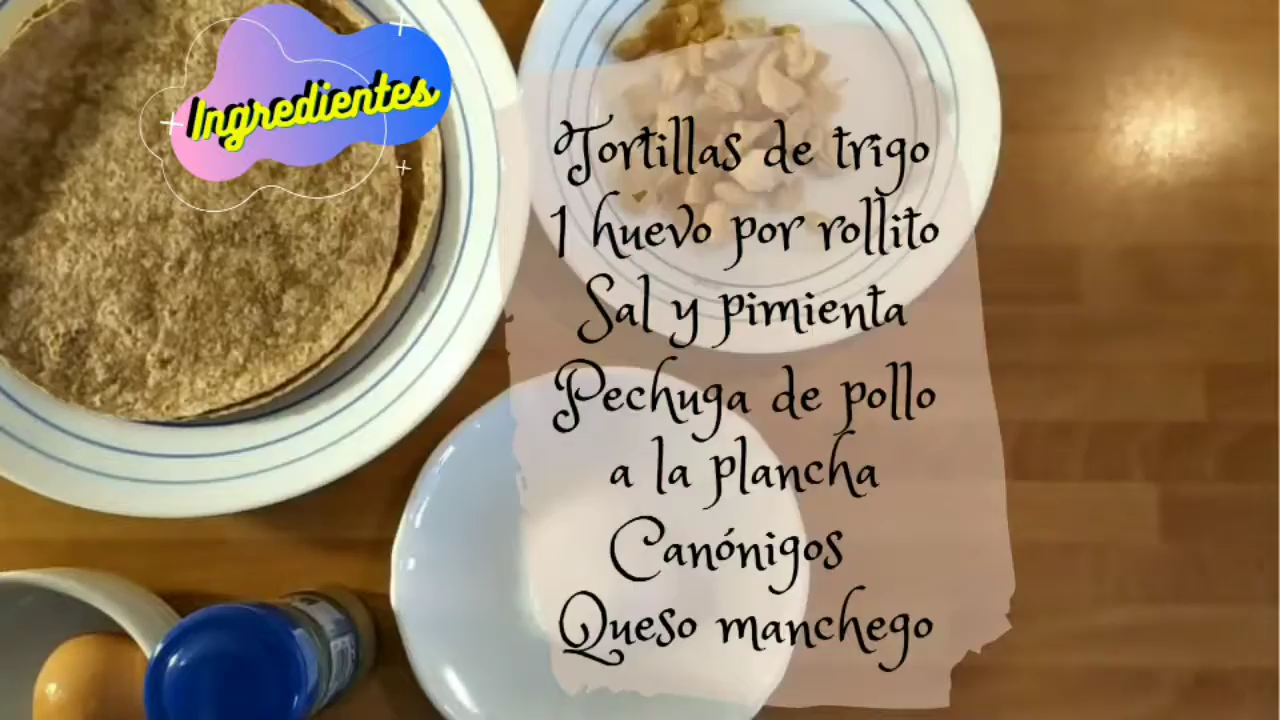 Ingredientes
Tortillas de trigo
1 huevo por rollito
Sal y pimienta
Pechuga de pollo
a la plancha
Canónigos
Queso manchego